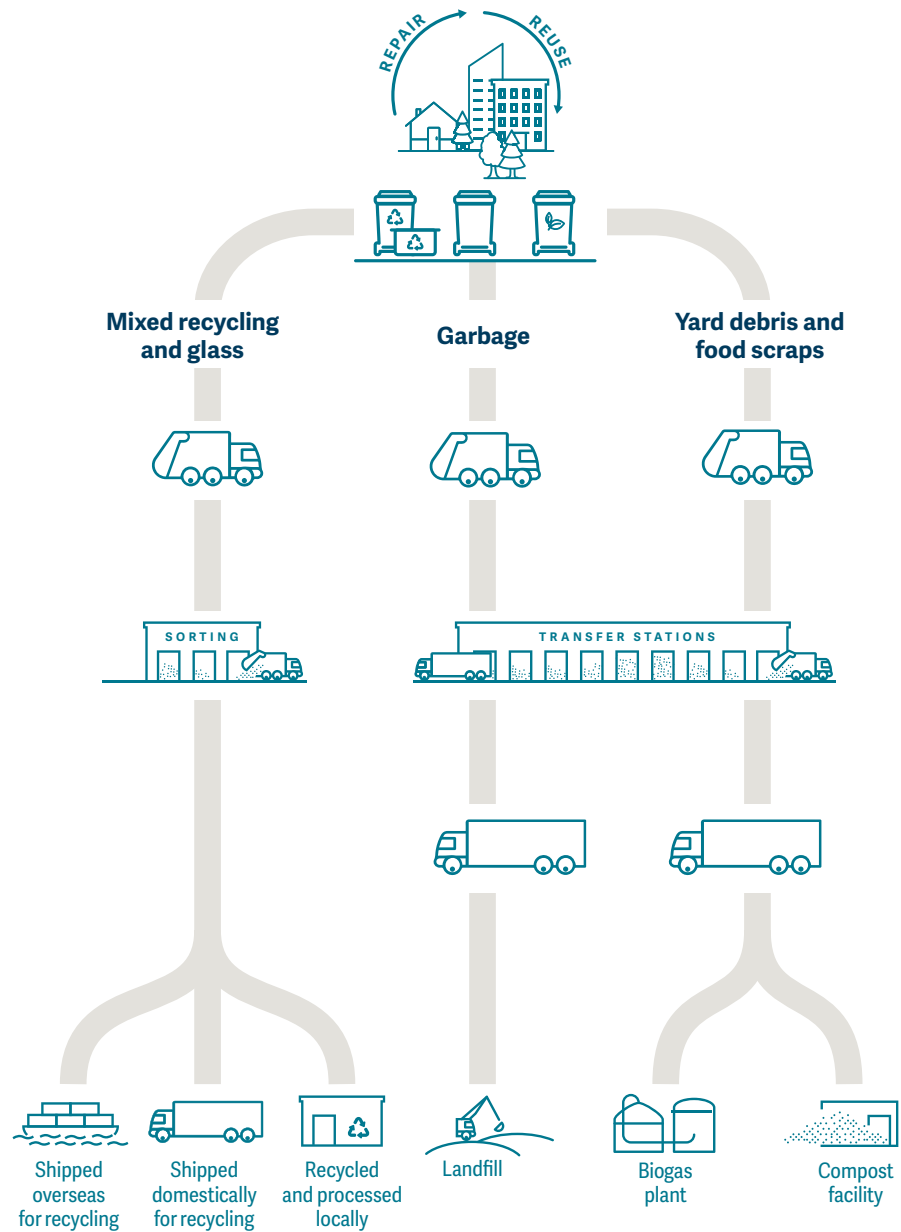 REPAIR
REUSE
Mixed recycling
and glass
Garbage
Yard debris and
food scraps
SORTING
TRANSFER STATIONS
Shipped
overseas
for recycling
Shipped
domestically
for recycling
Recycled
and processed
locally
Landfill
Biogas
plant
Compost
facility